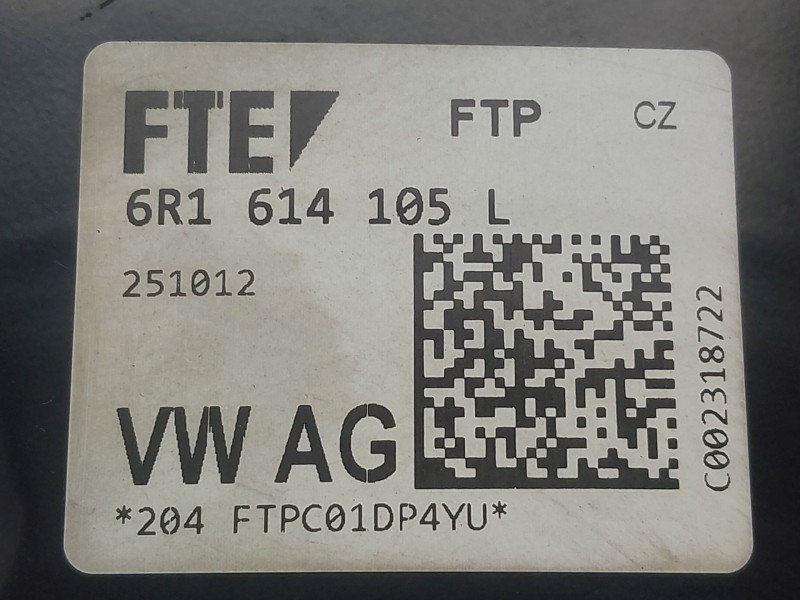 FTE FTP CZ
6R1 614 105 L
251012
C002318722
VW AG
*204 FTPC01DP4YU*